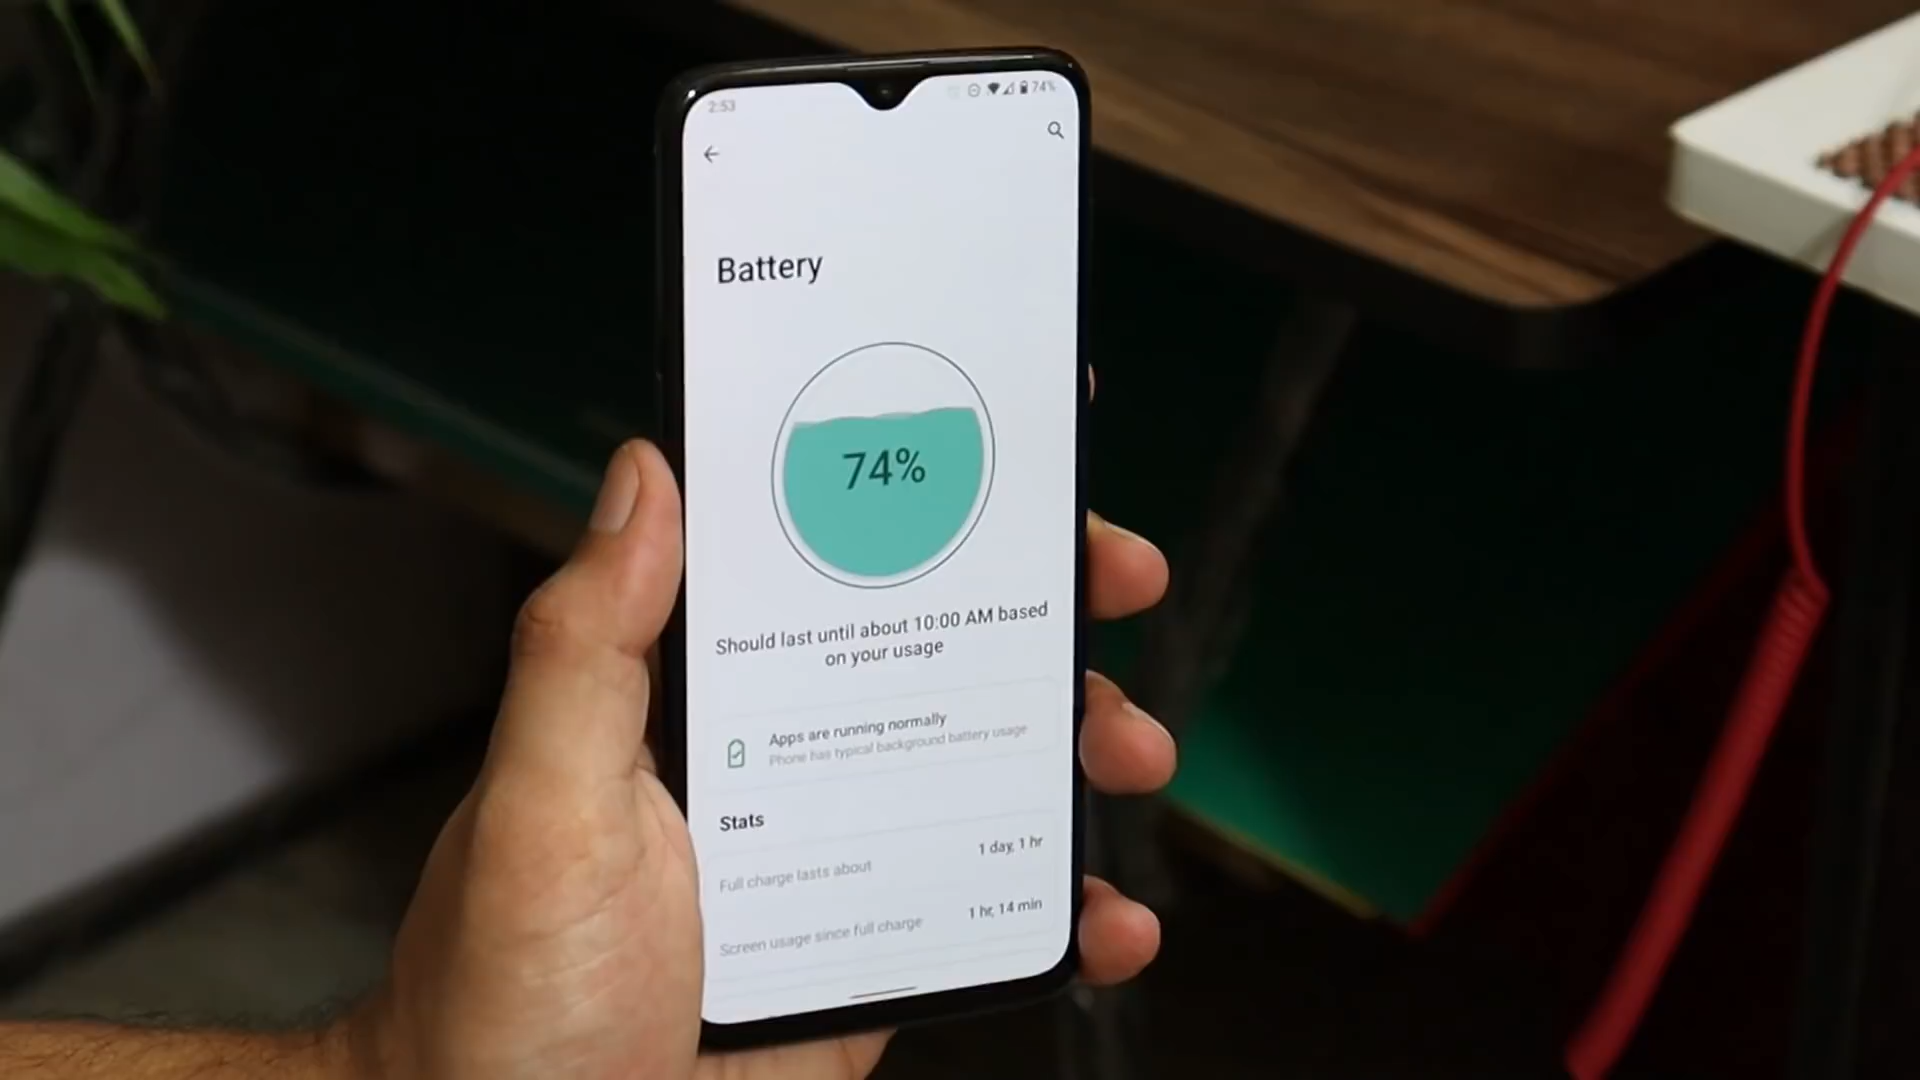 2:53
74%
Battery
74%
Should last until about 10:00 AM based
on your usage
Apps are running normally
Phone has typical background battery usage
Stats
Full charge lasts about
1 day, 1 hr
Screen usage since full charge
1 hr, 14 min